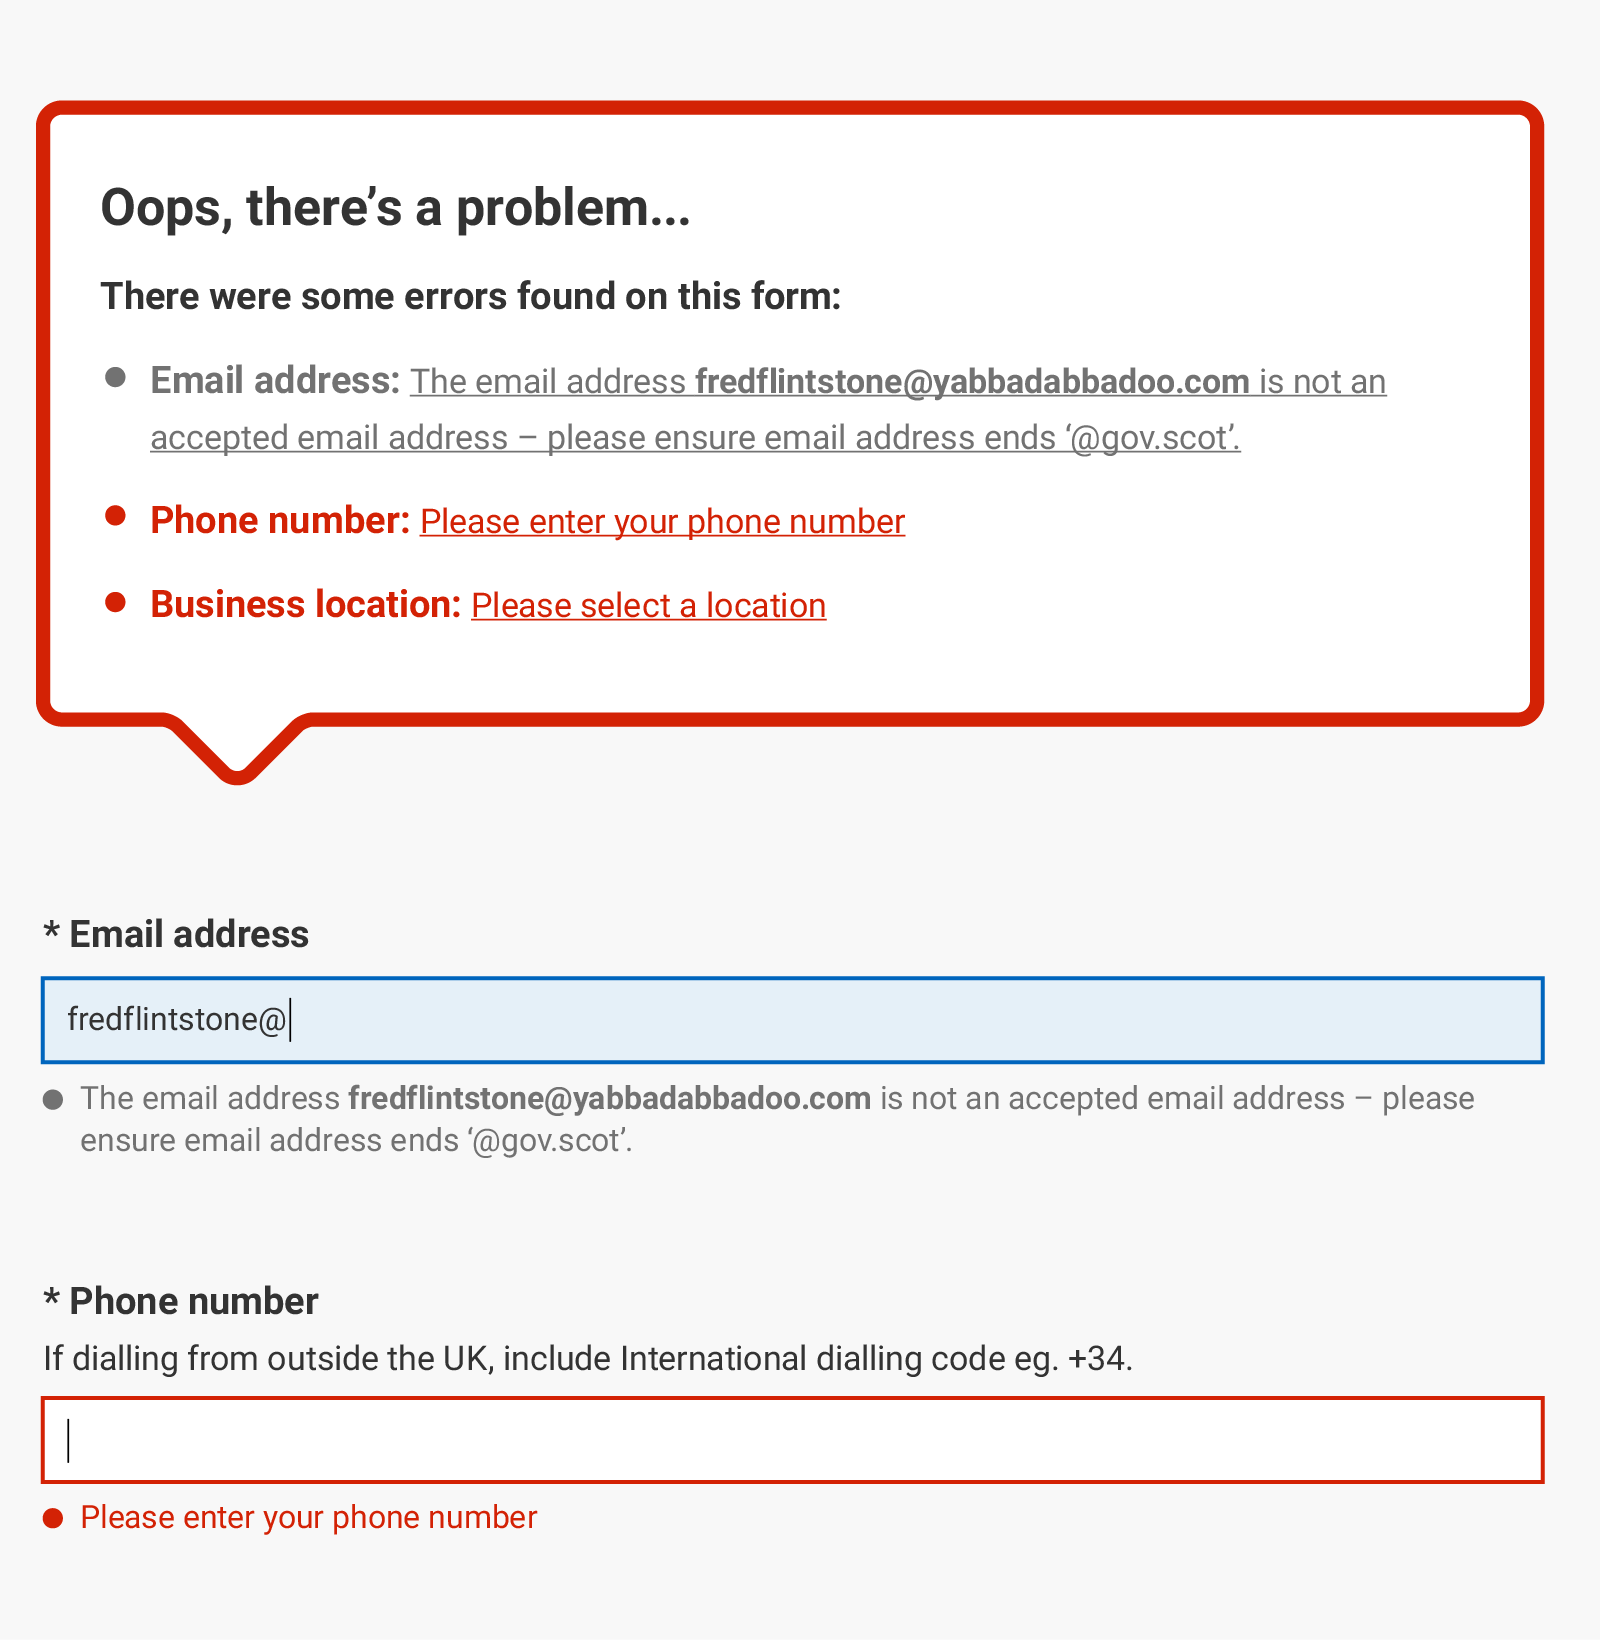 Oops, there’s a problem...
There were some errors found on this form:
Email address: The email address fredflintstone@yabbadabbadoo.com is not an
accepted email address – please ensure email address ends ‘@gov.scot’.
Phone number: Please enter your phone number
Business location: Please select a location
* Email address
fredflintstone@
The email address fredflintstone@yabbadabbadoo.com is not an accepted email address – please
ensure email address ends ‘@gov.scot’.
* Phone number
If dialling from outside the UK, include International dialling code eg. +34.
Please enter your phone number